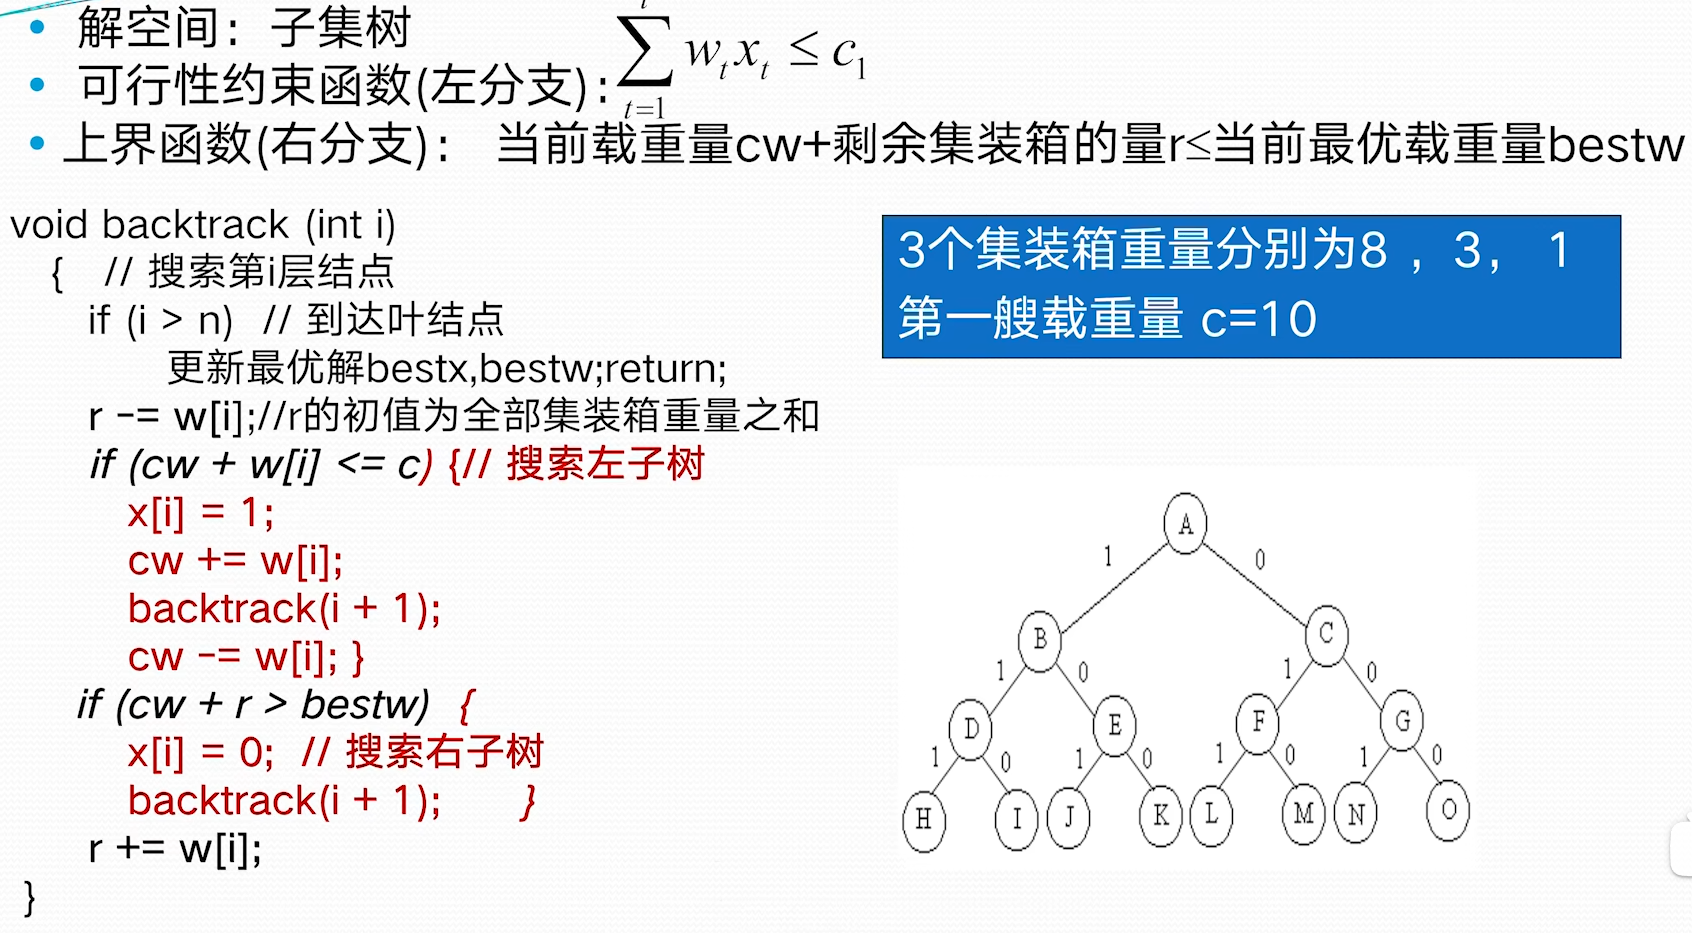 • 解空间：子集树
• 可行性约束函数(左分支)：
i
∑ wₜxₜ ≤ c₁
t=1
• 上界函数(右分支)： 当前载重量cw+剩余集装箱的量r≤当前最优载重量bestw
void backtrack (int i)
{ // 搜索第i层结点
if (i > n) // 到达叶结点
更新最优解bestx,bestw;return;
r -= w[i];//r的初值为全部集装箱重量之和
if (cw + w[i] <= c) {// 搜索左子树
x[i] = 1;
cw += w[i];
backtrack(i + 1);
cw -= w[i]; }
if (cw + r > bestw) {
x[i] = 0; // 搜索右子树
backtrack(i + 1); }
r += w[i];
}
3个集装箱重量分别为8 ，3， 1
第一艘载重量 c=10
A
1 0
B C
1 0 1 0
D E F G
1 0 1 0 1 0 1 0
H I J K L M N O